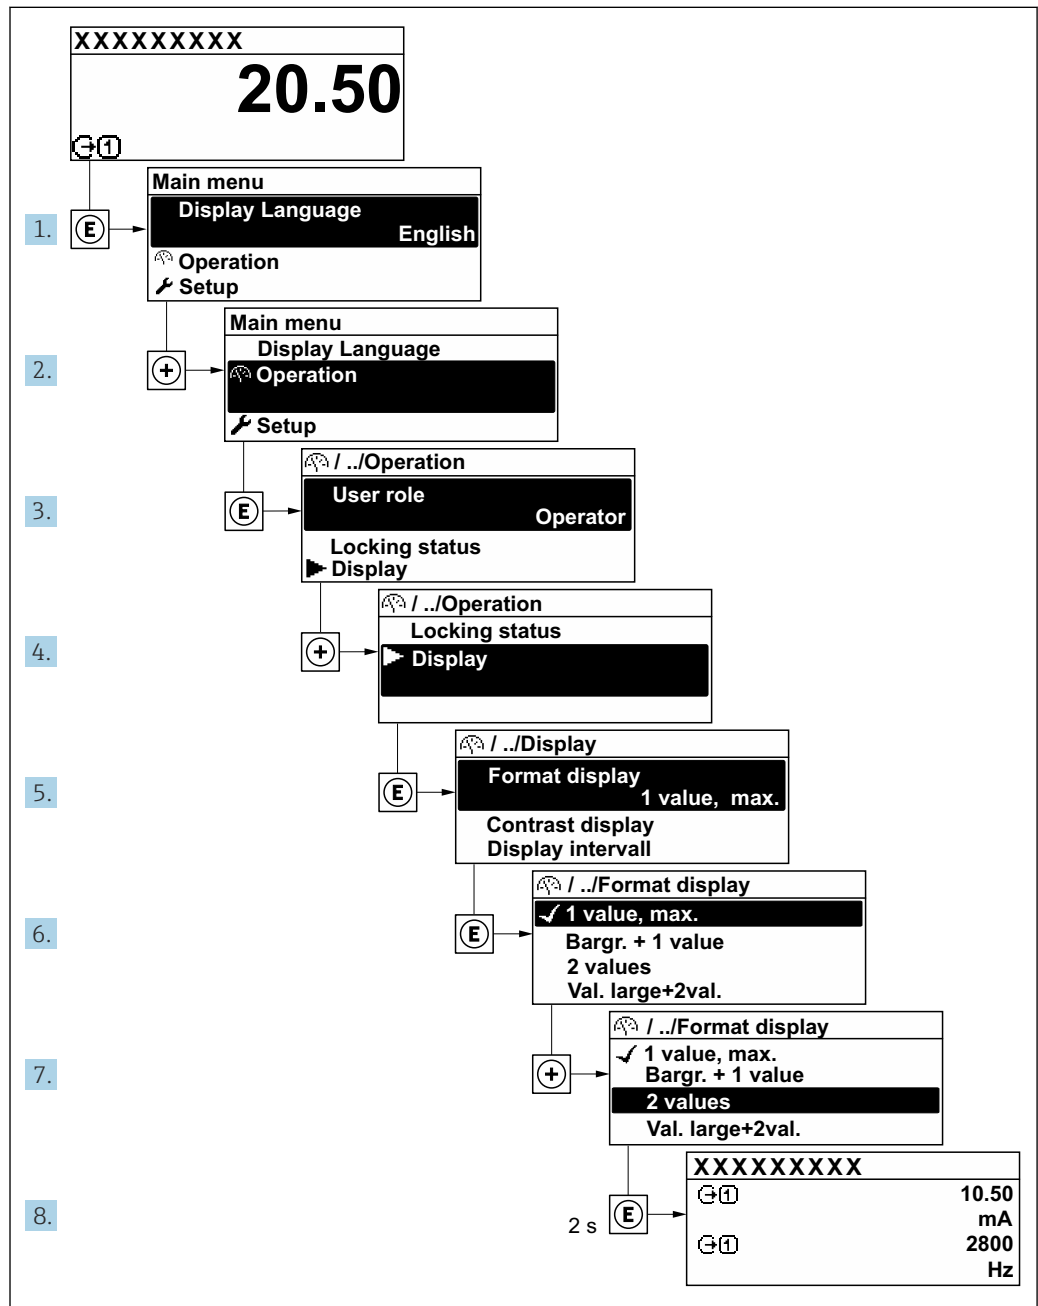 XXXXXXXXX
20.50
1
Main menu
1.
E
Display Language
English
Operation
Setup
Main menu
2.
+
Display Language
Operation
Setup
/ ../Operation
3.
E
User role
Operator
Locking status
Display
/ ../Operation
4.
+
Locking status
Display
/ ../Display
5.
E
Format display
1 value, max.
Contrast display
Display intervall
/ ../Format display
6.
E
1 value, max.
Bargr. + 1 value
2 values
Val. large+2val.
/ ../Format display
7.
+
1 value, max.
Bargr. + 1 value
2 values
Val. large+2val.
XXXXXXXXX
8.
2 s
E
1 10.50
mA
1 2800
Hz